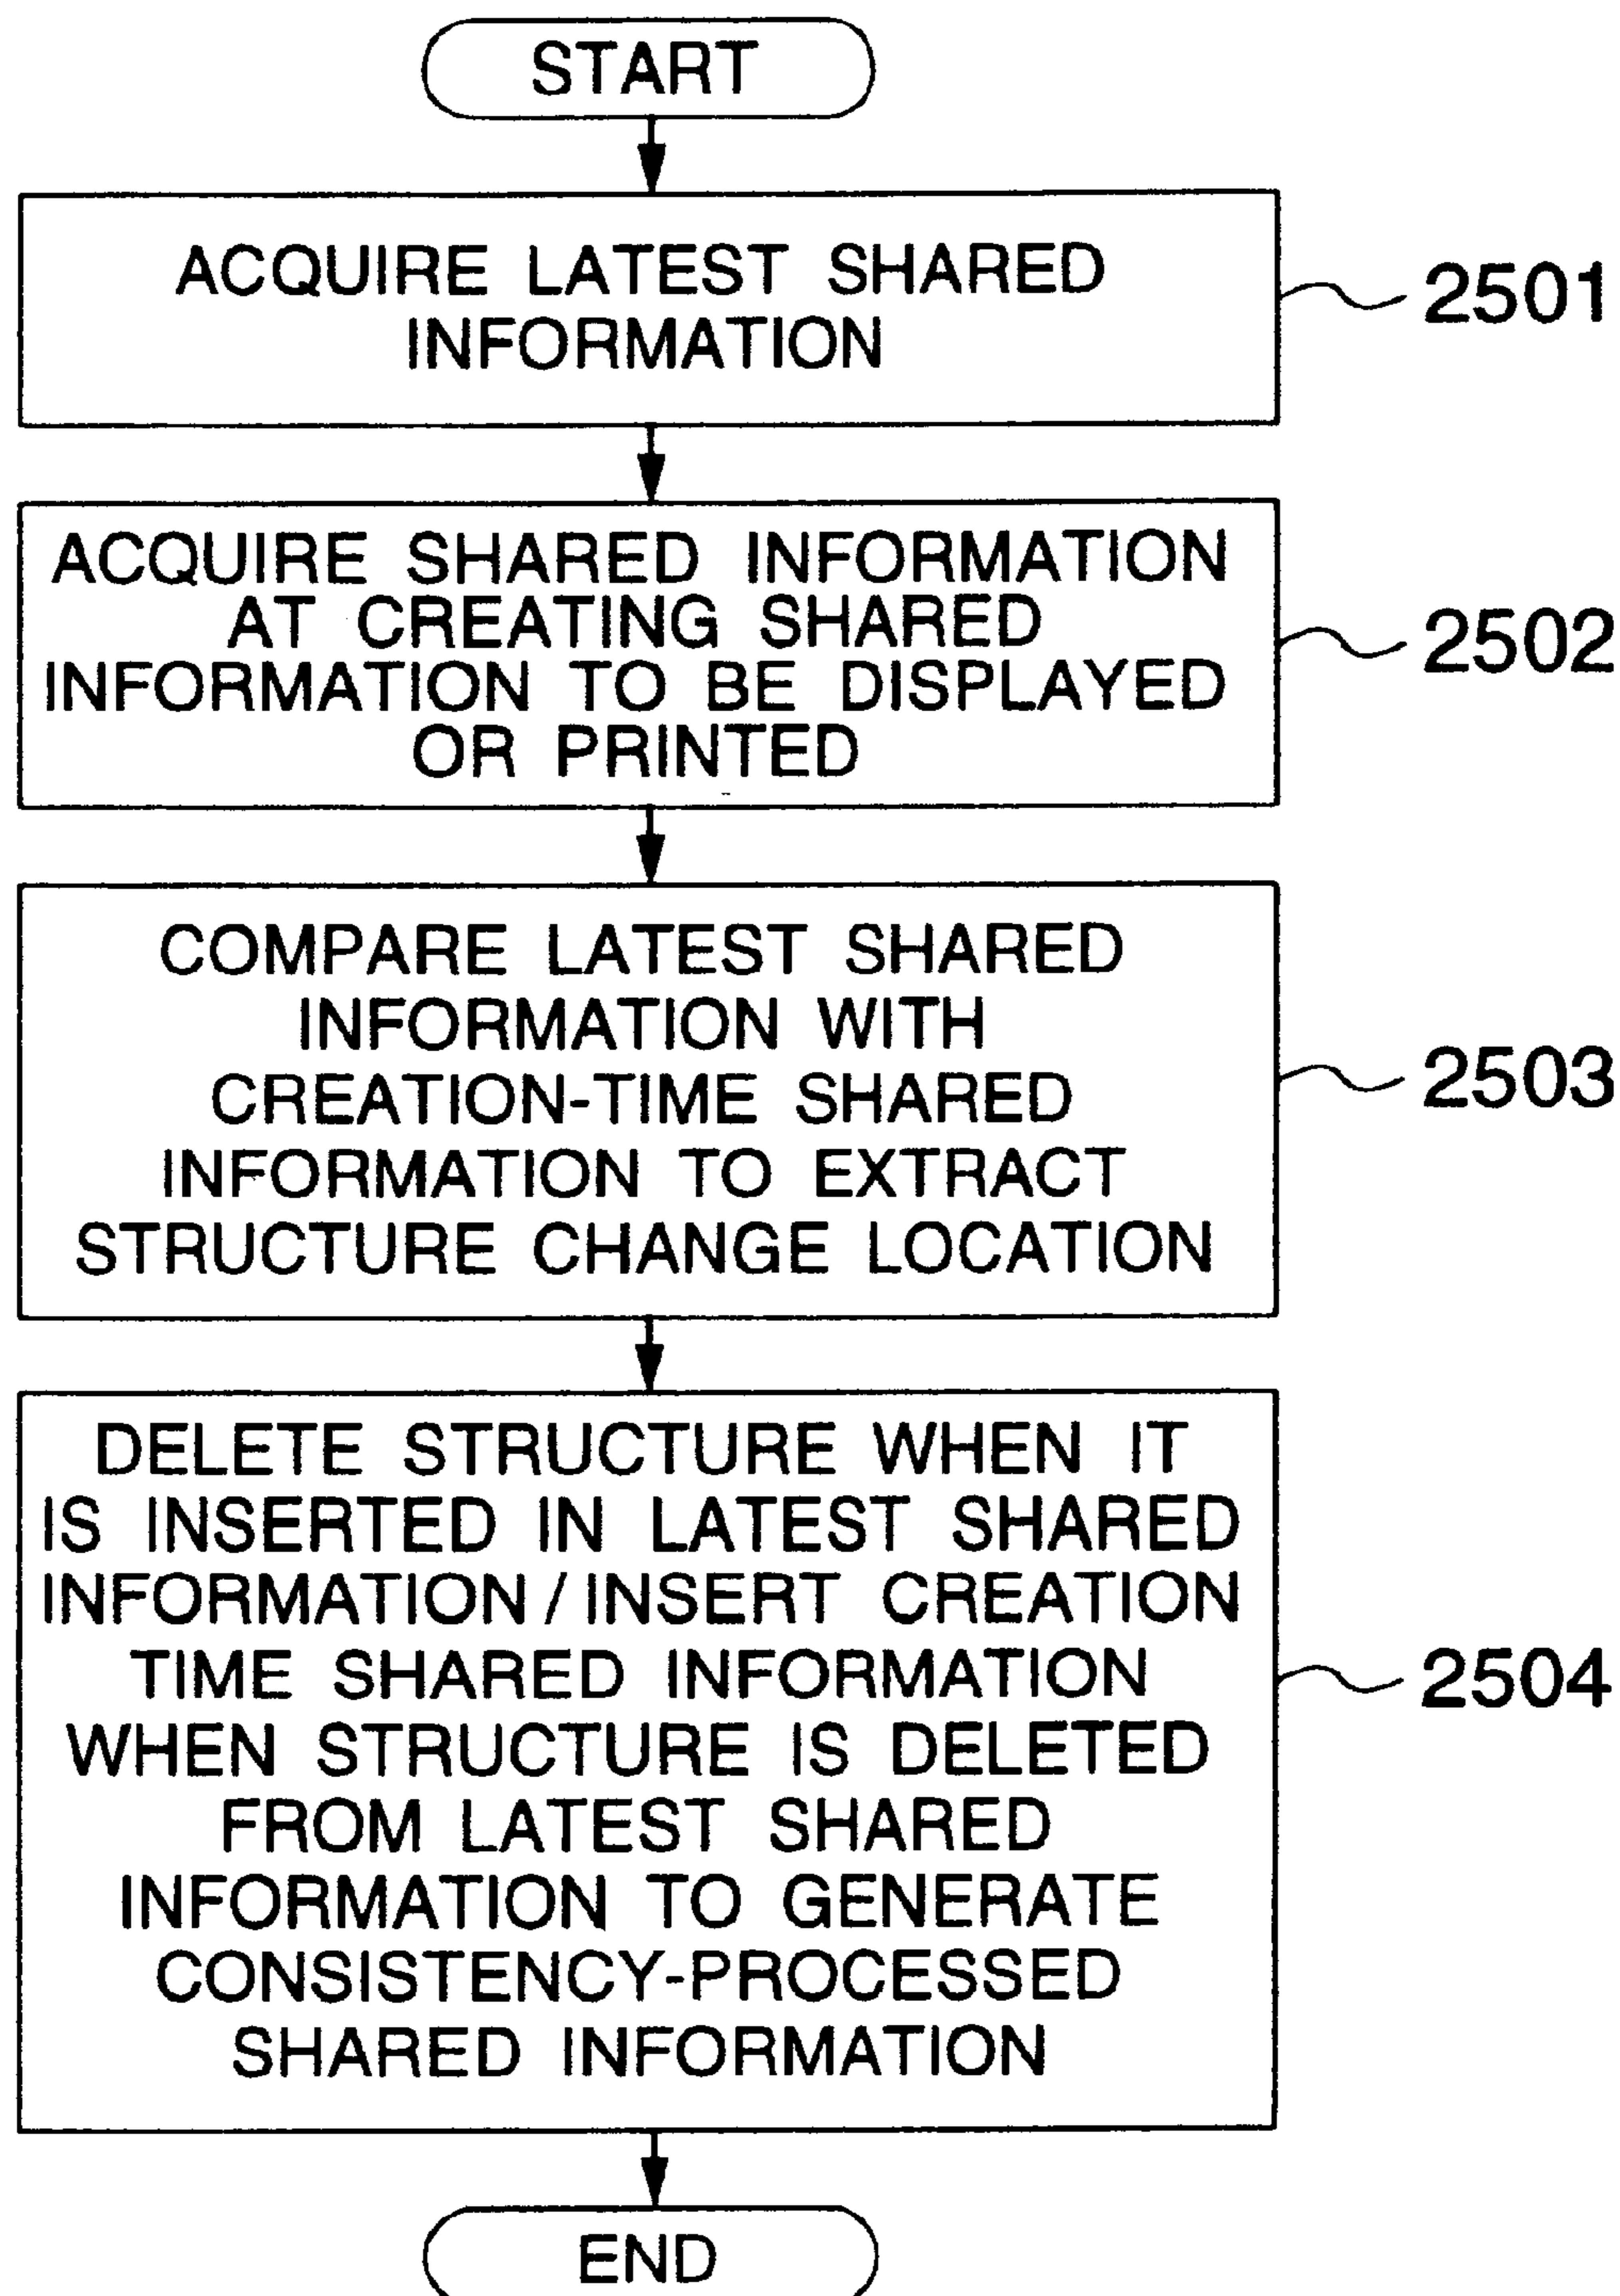 START
ACQUIRE LATEST SHARED
INFORMATION
2501
ACQUIRE SHARED INFORMATION
AT CREATING SHARED
INFORMATION TO BE DISPLAYED
OR PRINTED
2502
COMPARE LATEST SHARED
INFORMATION WITH
CREATION-TIME SHARED
INFORMATION TO EXTRACT
STRUCTURE CHANGE LOCATION
2503
DELETE STRUCTURE WHEN IT
IS INSERTED IN LATEST SHARED
INFORMATION / INSERT CREATION
TIME SHARED INFORMATION
WHEN STRUCTURE IS DELETED
FROM LATEST SHARED
INFORMATION TO GENERATE
CONSISTENCY-PROCESSED
SHARED INFORMATION
2504
END